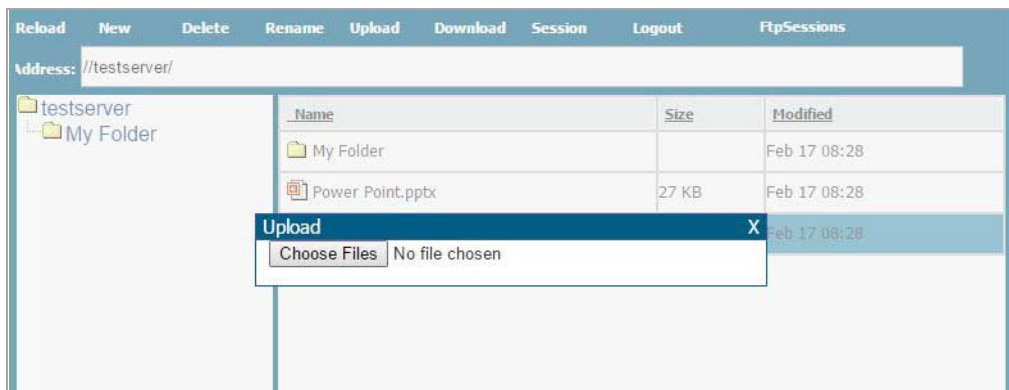 Reload New Delete Rename Upload Download Session Logout FtpSessions
Address: //testserver/
testserver
My Folder
Name Size Modified
My Folder Feb 17 08:28
Power Point.pptx 27 KB Feb 17 08:28
Feb 17 08:28
Upload X
Choose Files No file chosen